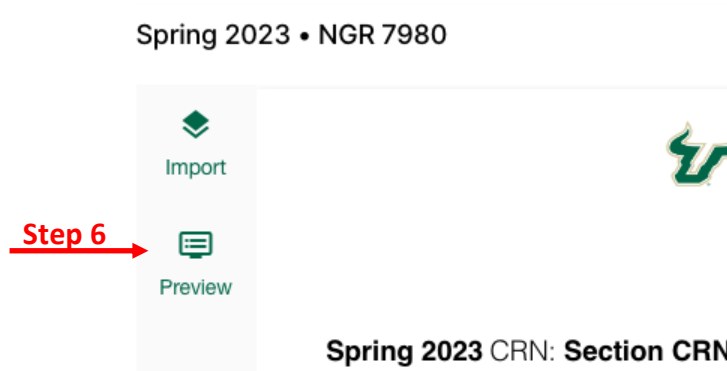 Spring 2023 • NGR 7980
Import
Step 6
Preview
Spring 2023 CRN: Section CRN